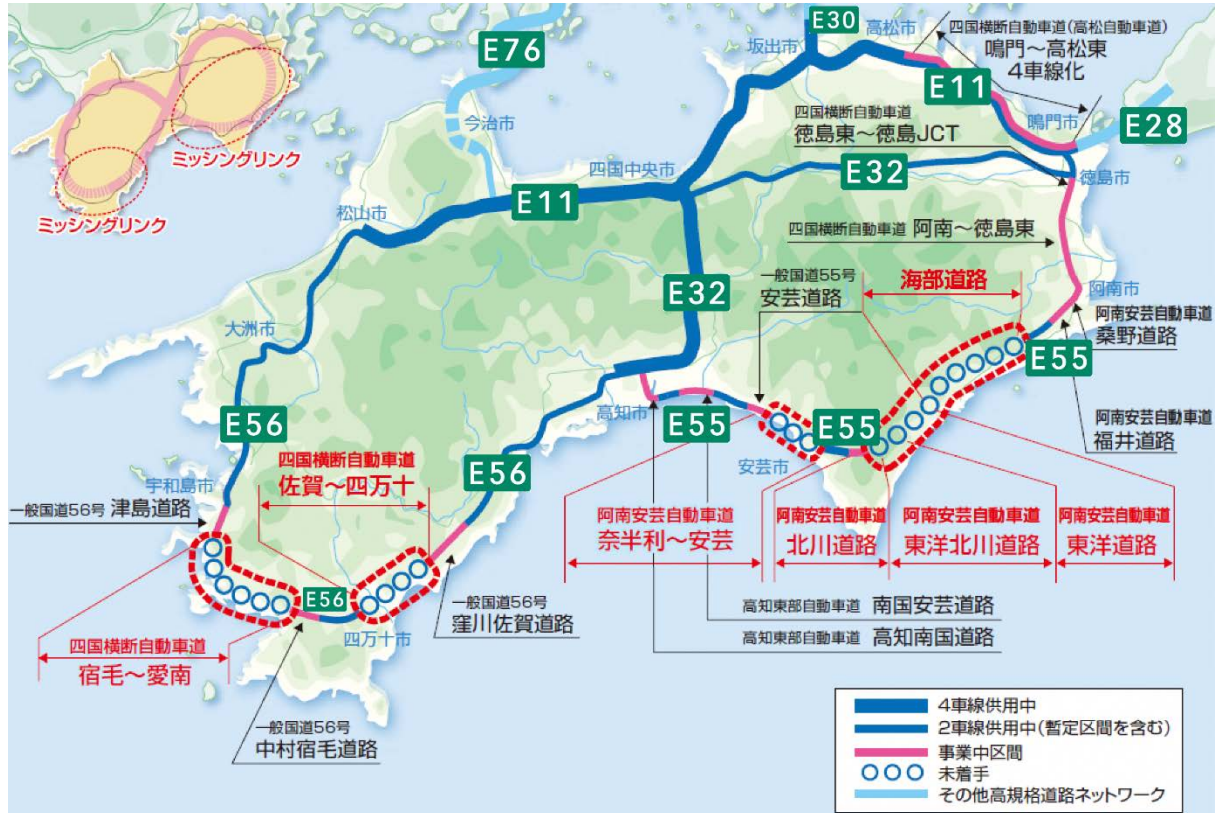 E76
E30
高松市
坂出市
四国横断自動車道(高松自動車道)
鳴門～高松東
4車線化
E11
四国横断自動車道
徳島東～徳島JCT
鳴門市
E28
今治市
ミッシングリンク
ミッシングリンク
四国中央市
E32
徳島市
松山市
E11
四国横断自動車道 阿南～徳島東
一般国道55号
安芸道路
海部道路
E32
阿南市
大洲市
阿南安芸自動車道
桑野道路
E55
高知市
E55
E55
阿南安芸自動車道
福井道路
E56
安芸市
四国横断自動車道
佐賀～四万十
E56
宇和島市
一般国道56号 津島道路
阿南安芸自動車道
奈半利～安芸
阿南安芸自動車道
北川道路
阿南安芸自動車道
東洋北川道路
阿南安芸自動車道
東洋道路
E56
四万十市
一般国道56号
窪川佐賀道路
高知東部自動車道 南国安芸道路
高知東部自動車道 高知南国道路
四国横断自動車道
宿毛～愛南
一般国道56号
中村宿毛道路
4車線供用中
2車線供用中(暫定区間を含む)
事業中区間
未着手
その他高規格道路ネットワーク